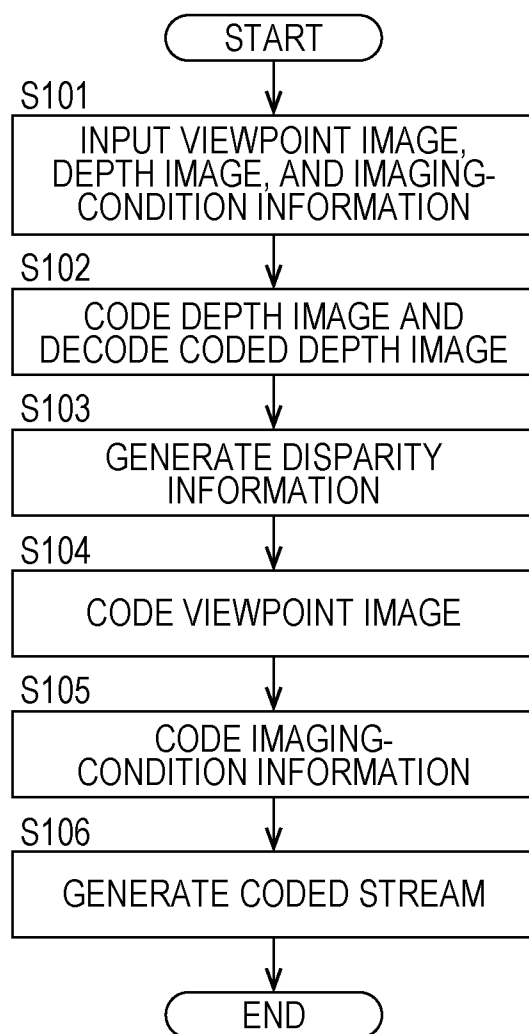 START
S101
INPUT VIEWPOINT IMAGE,
DEPTH IMAGE, AND IMAGING-
CONDITION INFORMATION
S102
CODE DEPTH IMAGE AND
DECODE CODED DEPTH IMAGE
S103
GENERATE DISPARITY
INFORMATION
S104
CODE VIEWPOINT IMAGE
S105
CODE IMAGING-
CONDITION INFORMATION
S106
GENERATE CODED STREAM
END